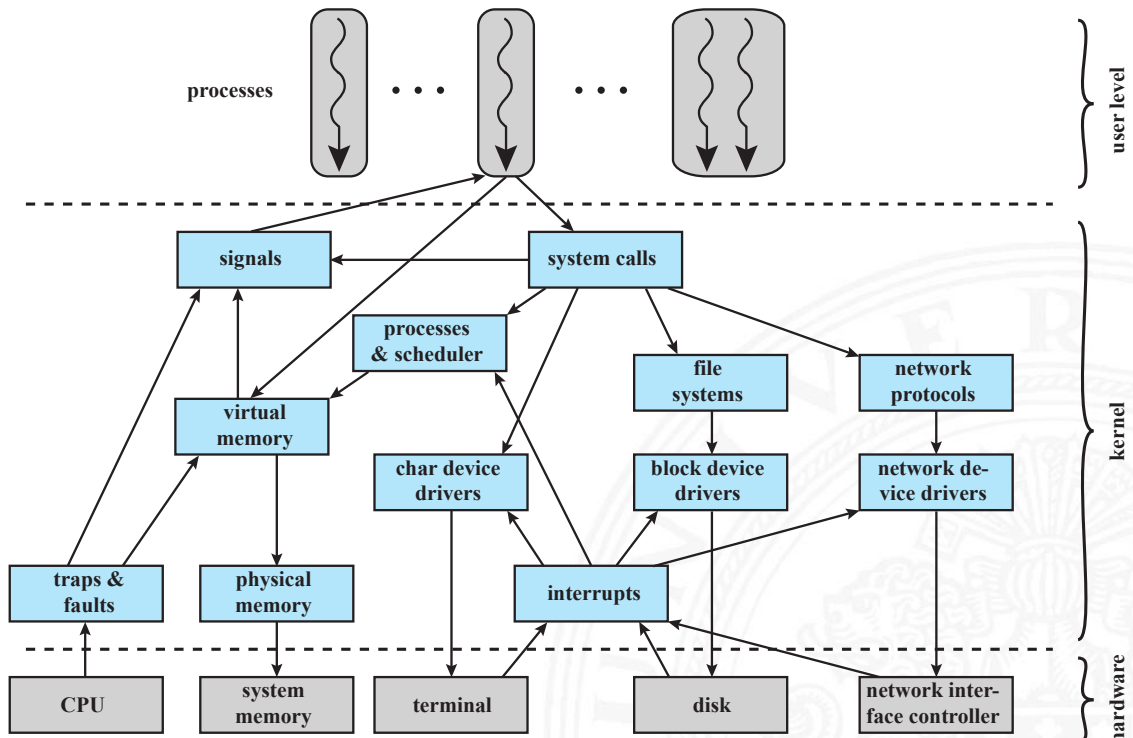 processes
• • •
• • •
user level
signals
system calls
processes
& scheduler
file
systems
network
protocols
virtual
memory
kernel
char device
drivers
block device
drivers
network de-
vice drivers
traps &
faults
physical
memory
interrupts
CPU
system
memory
terminal
disk
network inter-
face controller
hardware